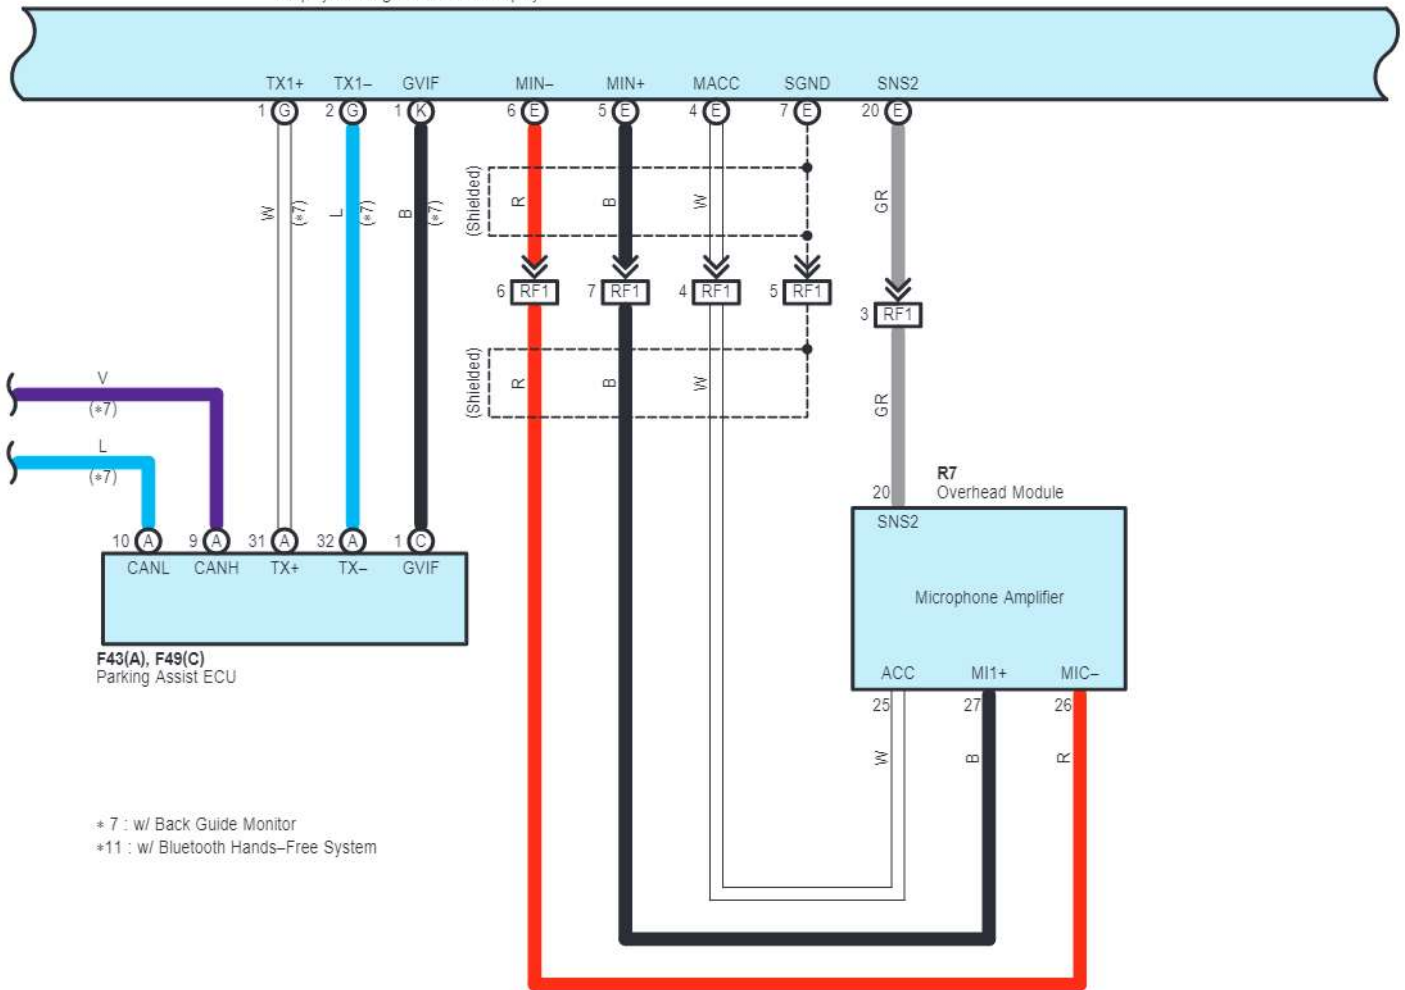 TX1+ TX1– GVIF MIN– MIN+ MACC SGND SNS2
1 G 2 G 1 K 6 E 5 E 4 E 7 E 20 E
(Shielded)
W (*7) L (*7) B (*7) R B W GR
6 RF1 7 RF1 4 RF1 5 RF1
3 RF1
(Shielded)
R B W GR
V
(*7)
L
(*7)
R7
Overhead Module
20
SNS2
10 A 9 A 31 A 32 A 1 C
CANL CANH TX+ TX– GVIF
Microphone Amplifier
F43(A), F49(C)
Parking Assist ECU
ACC MI1+ MIC–
25 27 26
W B R
* 7 : w/ Back Guide Monitor
*11 : w/ Bluetooth Hands–Free System